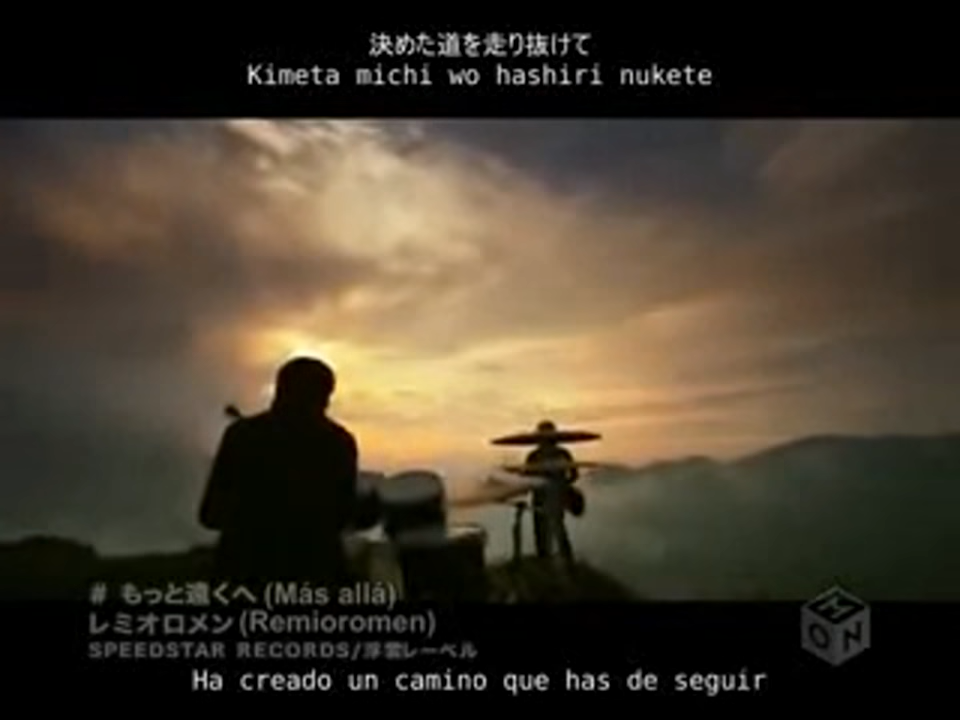 決めた道を走り抜けて
Kimeta michi wo hashiri nukete
# もっと遠くへ (Más allá)
レミオロメン (Remioromen)
SPEEDSTAR RECORDS/浮雲レーベル
MON
Ha creado un camino que has de seguir